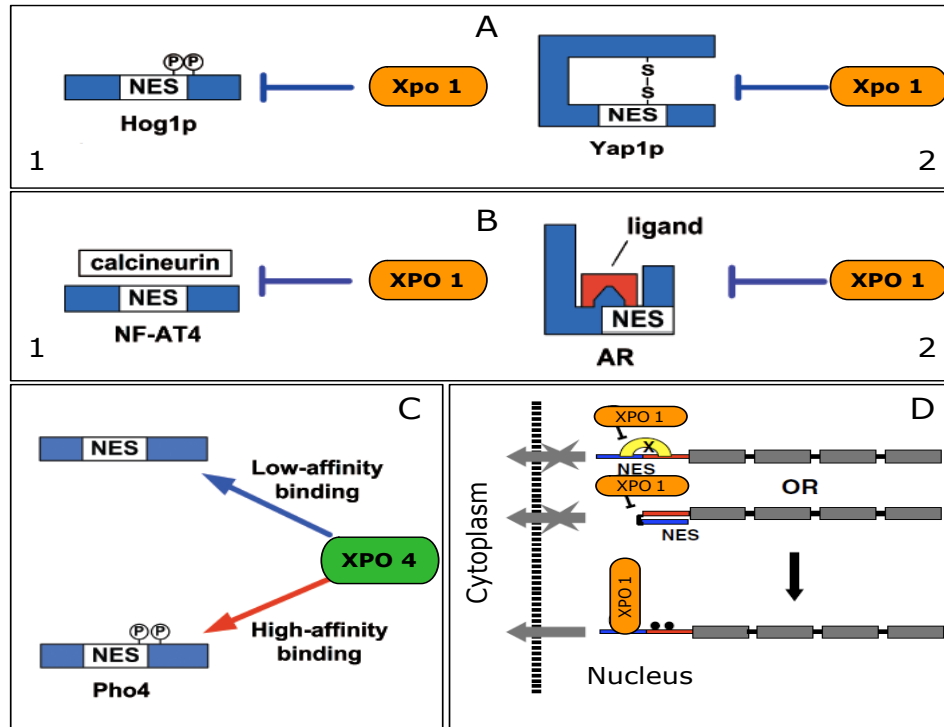 A
P P
NES
Hog1p
Xpo 1
1
S
S
NES
Yap1p
Xpo 1
2
B
calcineurin
NES
NF-AT4
XPO 1
1
ligand
NES
AR
XPO 1
2
C
NES
Low-affinity
binding
XPO 4
High-affinity
binding
P P
NES
Pho4
D
XPO 1
X
NES
OR
XPO 1
NES
XPO 1
Cytoplasm
Nucleus